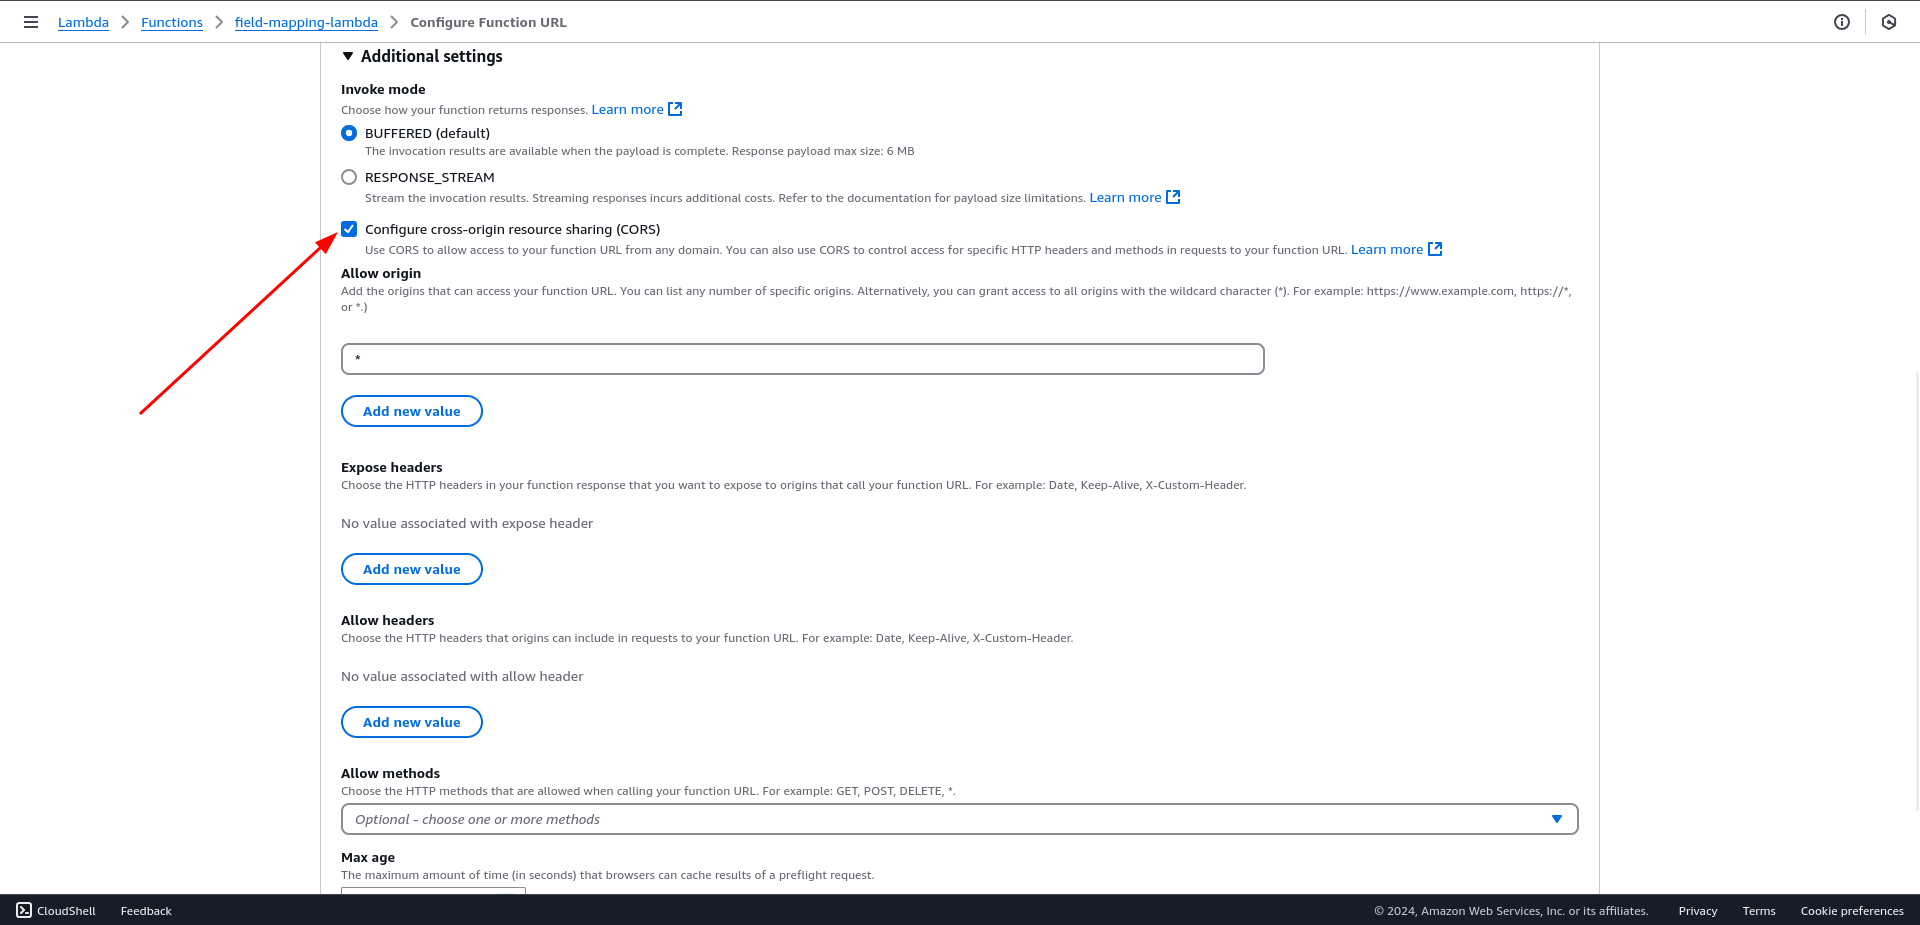 Lambda > Functions > field-mapping-lambda > Configure Function URL
Additional settings
Invoke mode
Choose how your function returns responses. Learn more
BUFFERED (default)
The invocation results are available when the payload is complete. Response payload max size: 6 MB
RESPONSE_STREAM
Stream the invocation results. Streaming responses incurs additional costs. Refer to the documentation for payload size limitations. Learn more
Configure cross-origin resource sharing (CORS)
Use CORS to allow access to your function URL from any domain. You can also use CORS to control access for specific HTTP headers and methods in requests to your function URL. Learn more
Allow origin
Add the origins that can access your function URL. You can list any number of specific origins. Alternatively, you can grant access to all origins with the wildcard character (*). For example: https://www.example.com, https://*,
or *.)
*
Add new value
Expose headers
Choose the HTTP headers in your function response that you want to expose to origins that call your function URL. For example: Date, Keep-Alive, X-Custom-Header.
No value associated with expose header
Add new value
Allow headers
Choose the HTTP headers that origins can include in requests to your function URL. For example: Date, Keep-Alive, X-Custom-Header.
No value associated with allow header
Add new value
Allow methods
Choose the HTTP methods that are allowed when calling your function URL. For example: GET, POST, DELETE, *.
Optional - choose one or more methods
Max age
The maximum amount of time (in seconds) that browsers can cache results of a preflight request.
CloudShell Feedback © 2024, Amazon Web Services, Inc. or its affiliates. Privacy Terms Cookie preferences